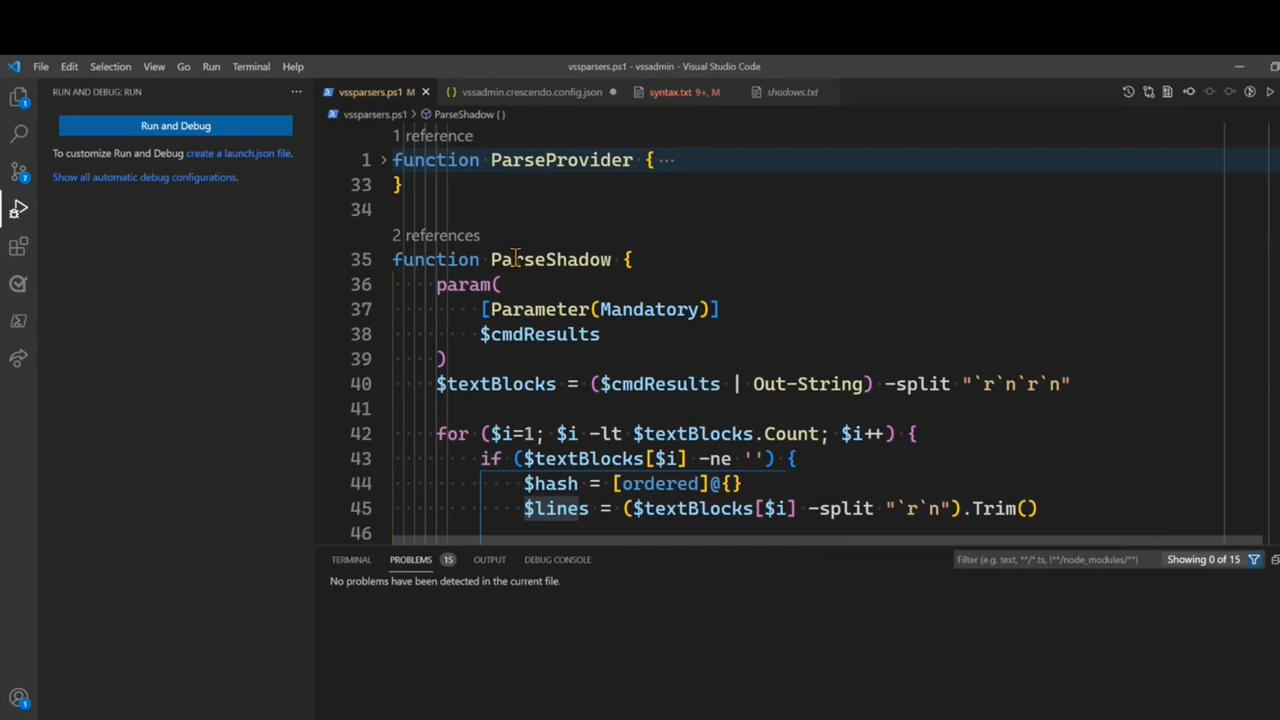 File Edit Selection View Go Run Terminal Help
vssparsers.ps1 - vssadmin - Visual Studio Code
RUN AND DEBUG: RUN
Run and Debug
To customize Run and Debug create a launch.json file.
Show all automatic debug configurations.
1
7
1
vssparsers.ps1 M
{} vssadmin.crescendo.config.json
syntax.txt 9+, M
shadows.txt
vssparsers.ps1 > ParseShadow { }
1 reference
1 function ParseProvider { ···
33 }
34
2 references
35 function ParseShadow {
36 param(
37 [Parameter(Mandatory)]
38 $cmdResults
39 )
40 $textBlocks = ($cmdResults | Out-String) -split "`r`n`r`n"
41
42 for ($i=1; $i -lt $textBlocks.Count; $i++) {
43 if ($textBlocks[$i] -ne '') {
44 $hash = [ordered]@{}
45 $lines = ($textBlocks[$i] -split "`r`n").Trim()
46
TERMINAL PROBLEMS 15 OUTPUT DEBUG CONSOLE
Filter (e.g. text, **/*.ts, !**/node_modules/**)
Showing 0 of 15
No problems have been detected in the current file.